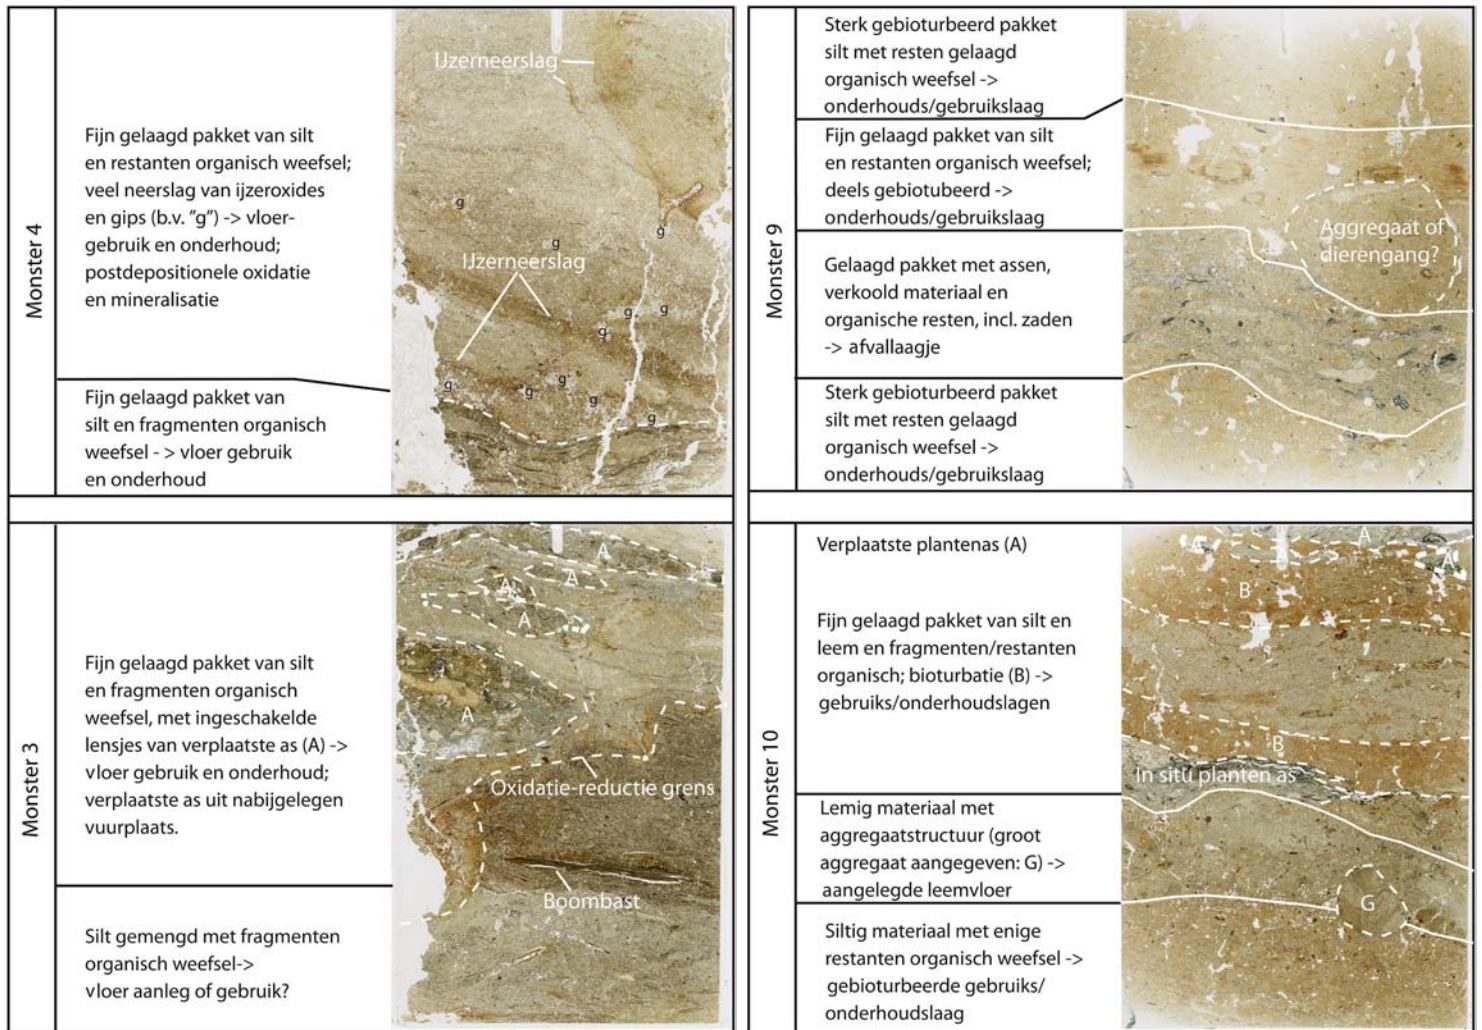 Monster 4
Fijn gelaagd pakket van silt
en restanten organisch weefsel;
veel neerslag van ijzeroxides
en gips (b.v. "g") -> vloer-
gebruik en onderhoud;
postdepositionele oxidatie
en mineralisatie
Fijn gelaagd pakket van
silt en fragmenten organisch
weefsel - > vloer gebruik
en onderhoud
IJzerneerslag
g
g
g
IJzerneerslag
g
g
g
g
g
g
g
g
Monster 3
Fijn gelaagd pakket van silt
en fragmenten organisch
weefsel, met ingeschakelde
lensjes van verplaatste as (A) ->
vloer gebruik en onderhoud;
verplaatste as uit nabijgelegen
vuurplaats.
Silt gemengd met fragmenten
organisch weefsel->
vloer aanleg of gebruik?
A
A
A
A
A
Oxidatie-reductie grens
Boombast
Monster 9
Sterk gebioturbeerd pakket
silt met resten gelaagd
organisch weefsel ->
onderhouds/gebruikslaag
Fijn gelaagd pakket van silt
en restanten organisch weefsel;
deels gebiotubeerd ->
onderhouds/gebruikslaag
Gelaagd pakket met assen,
verkoold materiaal en
organische resten, incl. zaden
-> afvallaagje
Sterk gebioturbeerd pakket
silt met resten gelaagd
organisch weefsel ->
onderhouds/gebruikslaag
Aggregaat of
dierengang?
Monster 10
Verplaatste plantenas (A)
Fijn gelaagd pakket van silt en
leem en fragmenten/restanten
organisch; bioturbatie (B) ->
gebruiks/onderhoudslagen
Lemig materiaal met
aggregaatstructuur (groot
aggregaat aangegeven: G) ->
aangelegde leemvloer
Siltig materiaal met enige
restanten organisch weefsel ->
gebioturbeerde gebruiks/
onderhoudslaag
A
A
A
B
B
In situ planten as
G